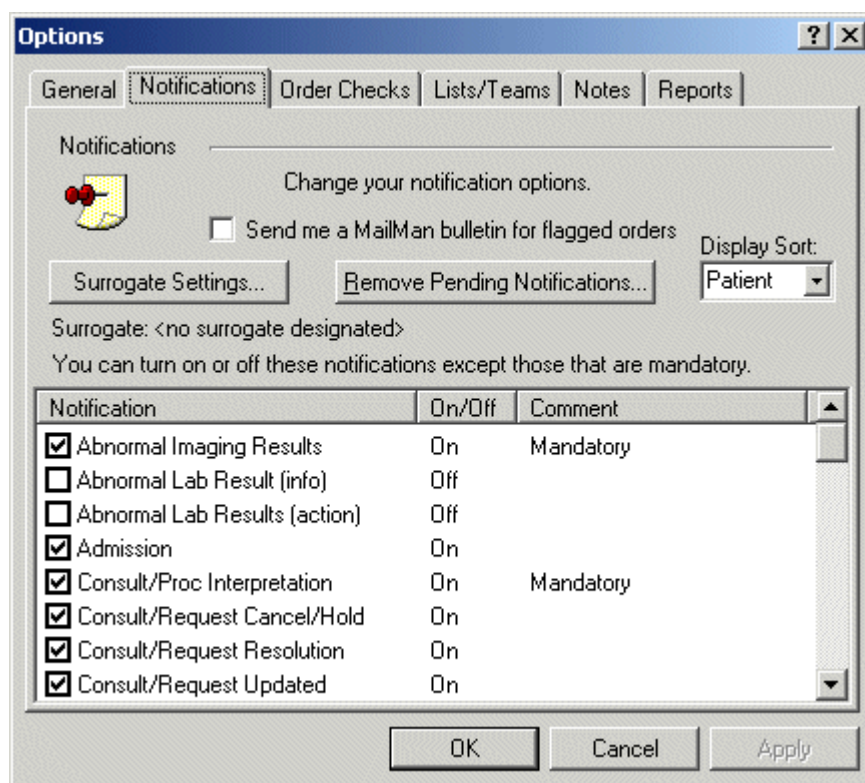 Options
General Notifications Order Checks Lists/Teams Notes Reports
Notifications
Change your notification options.
Send me a MailMan bulletin for flagged orders
Display Sort:
Surrogate Settings... Remove Pending Notifications... Patient
Surrogate: <no surrogate designated>
You can turn on or off these notifications except those that are mandatory.
Notification On/Off Comment
Abnormal Imaging Results On Mandatory
Abnormal Lab Result (info) Off
Abnormal Lab Results (action) Off
Admission On
Consult/Proc Interpretation On Mandatory
Consult/Request Cancel/Hold On
Consult/Request Resolution On
Consult/Request Updated On
OK Cancel Apply